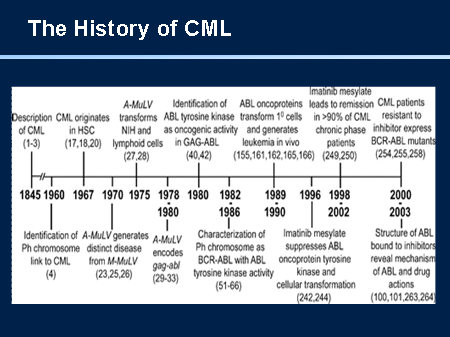 The History of CML
Description
of CML
(1-3)
CML originates
in HSC
(17,18,20)
A-MuLV
transforms
NIH and
lymphoid cells
(27,28)
Identification of
ABL tyrosine kinase
as oncogenic activity
in GAG-ABL
(40,42)
ABL oncoproteins
transform 1⁰ cells
and generates
leukemia in vivo
(155,161,162,165,166)
Imatinib mesylate
leads to remission
in >90% of CML
chronic phase
patients
(249,250)
CML patients
resistant to
inhibitor express
BCR-ABL mutants
(254,255,258)
1845 1960 1967 1970 1975 1978 1980 1982 1989 1996 1998 2000
1980 1986 1990 2002 2003
Identification of
Ph chromosome
link to CML
(4)
A-MuLV generates
distinct disease
from M-MuLV
(23,25,26)
A-MuLV
encodes
gag-abl
(29-33)
Characterization of
Ph chromosome as
BCR-ABL with ABL
tyrosine kinase activity
(51-66)
Imatinib mesylate
suppresses ABL
oncoprotein tyrosine
kinase and
cellular transformation
(242,244)
Structure of ABL
bound to inhibitors
reveal mechanism
of ABL and drug
actions
(100,101,263,264)